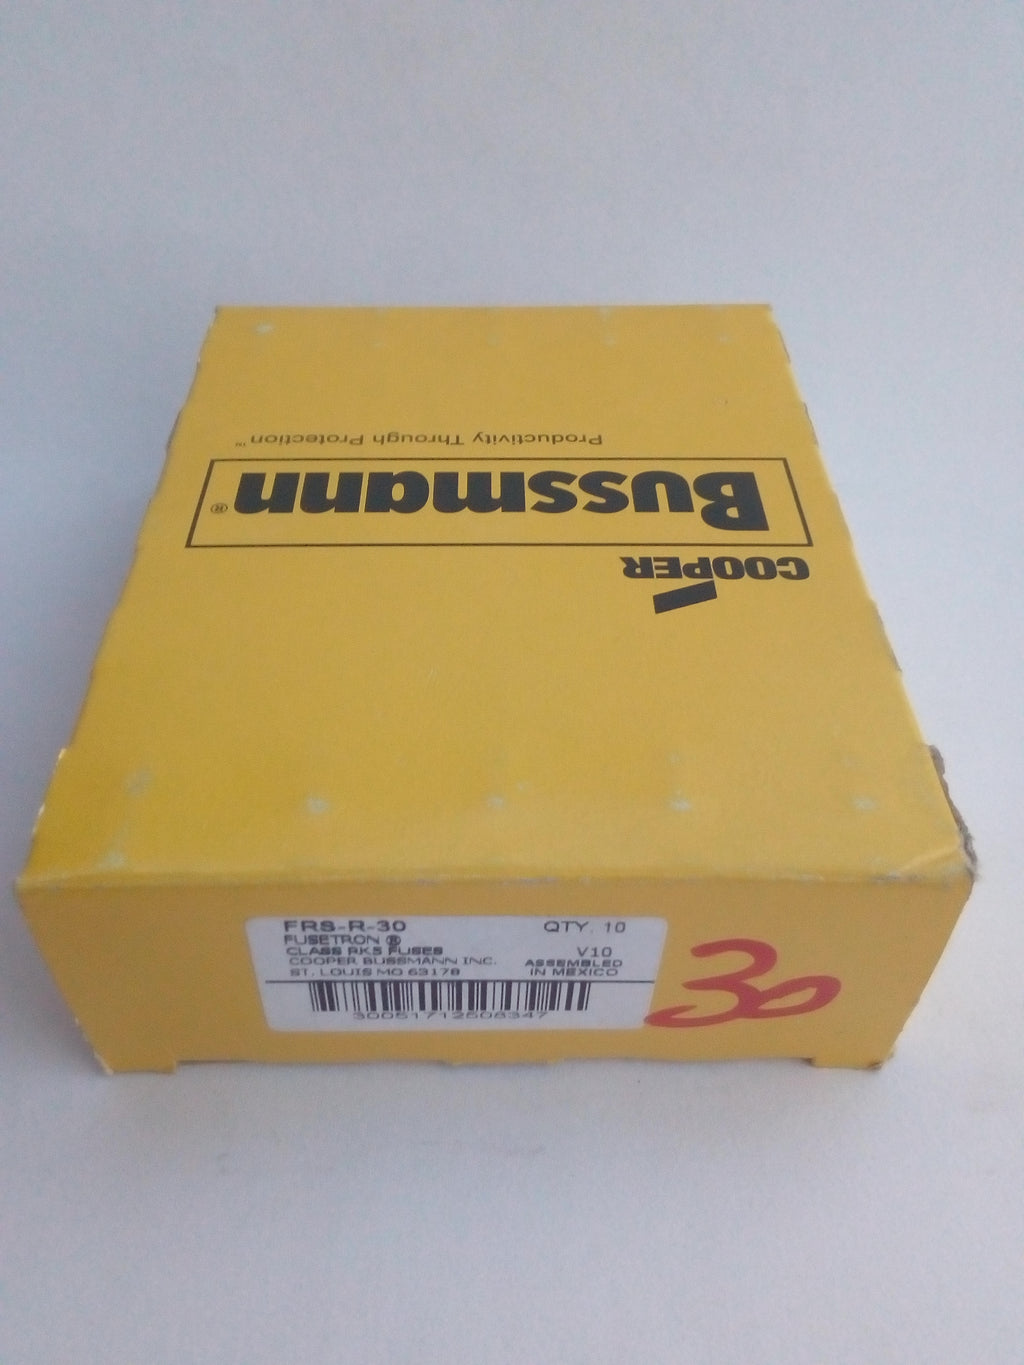 COOPER
Bussmann®
Productivity Through Protection™
FRS-R-30 QTY. 10
FUSETRON ®
CLASS RK5 FUSES V10
COOPER BUSSMANN INC. ASSEMBLED
ST. LOUIS MO 63178 IN MEXICO
30051712508347
30